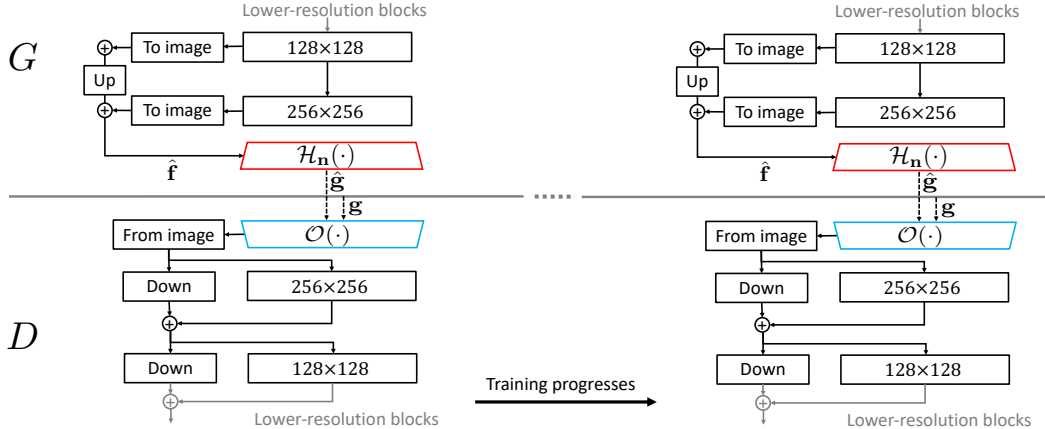 Lower-resolution blocks
G
To image
128×128
Up
To image
256×256
f̂
ℋₙ(·)
ĝ
g
From image
𝒪(·)
Down
256×256
D
Down
128×128
Lower-resolution blocks
Training progresses
Lower-resolution blocks
To image
128×128
Up
To image
256×256
f̂
ℋₙ(·)
ĝ
g
From image
𝒪(·)
Down
256×256
Down
128×128
Lower-resolution blocks